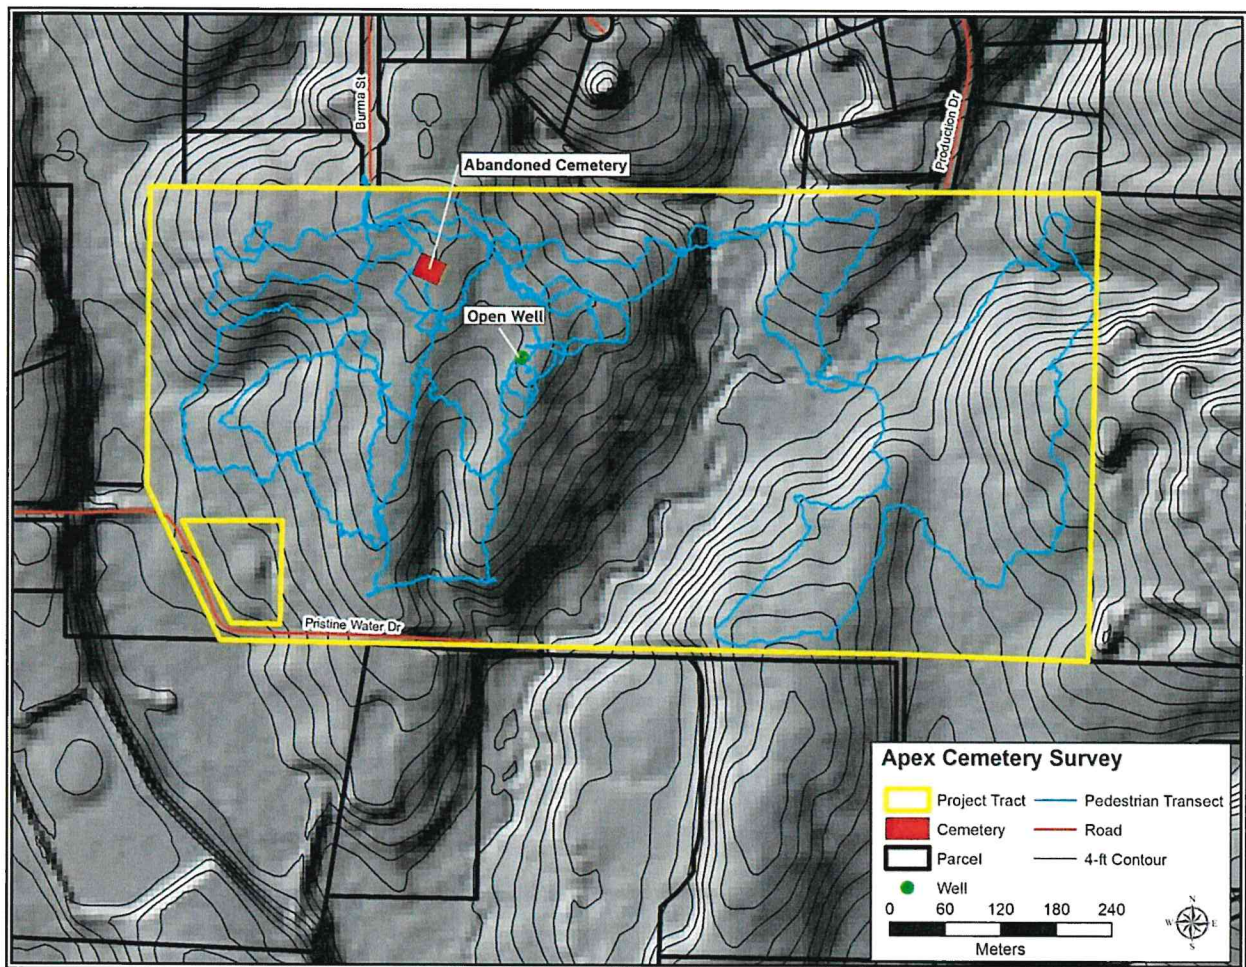 Burma St
Production Dr
Abandoned Cemetery
Open Well
Pristine Water Dr
Apex Cemetery Survey
Project Tract
Pedestrian Transect
Cemetery
Road
Parcel
4-ft Contour
Well
0 60 120 180 240
Meters
N
W E
S